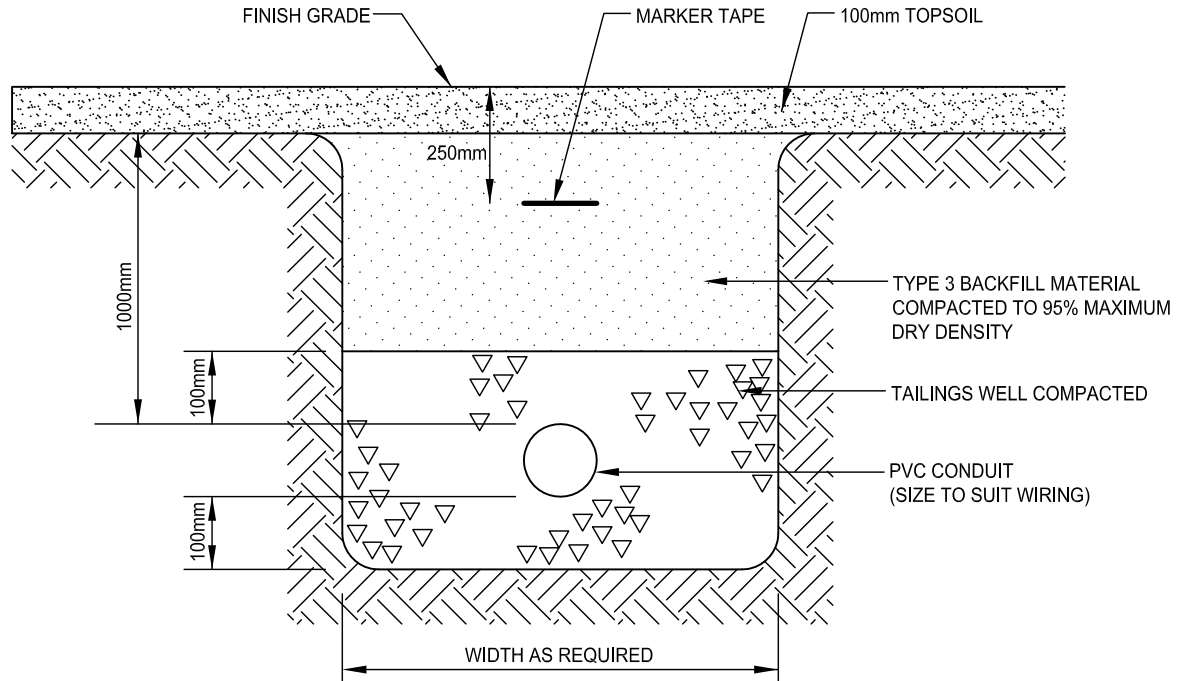 FINISH GRADE
MARKER TAPE
100mm TOPSOIL
250mm
1000mm
TYPE 3 BACKFILL MATERIAL
COMPACTED TO 95% MAXIMUM
DRY DENSITY
100mm
TAILINGS WELL COMPACTED
PVC CONDUIT
(SIZE TO SUIT WIRING)
100mm
WIDTH AS REQUIRED